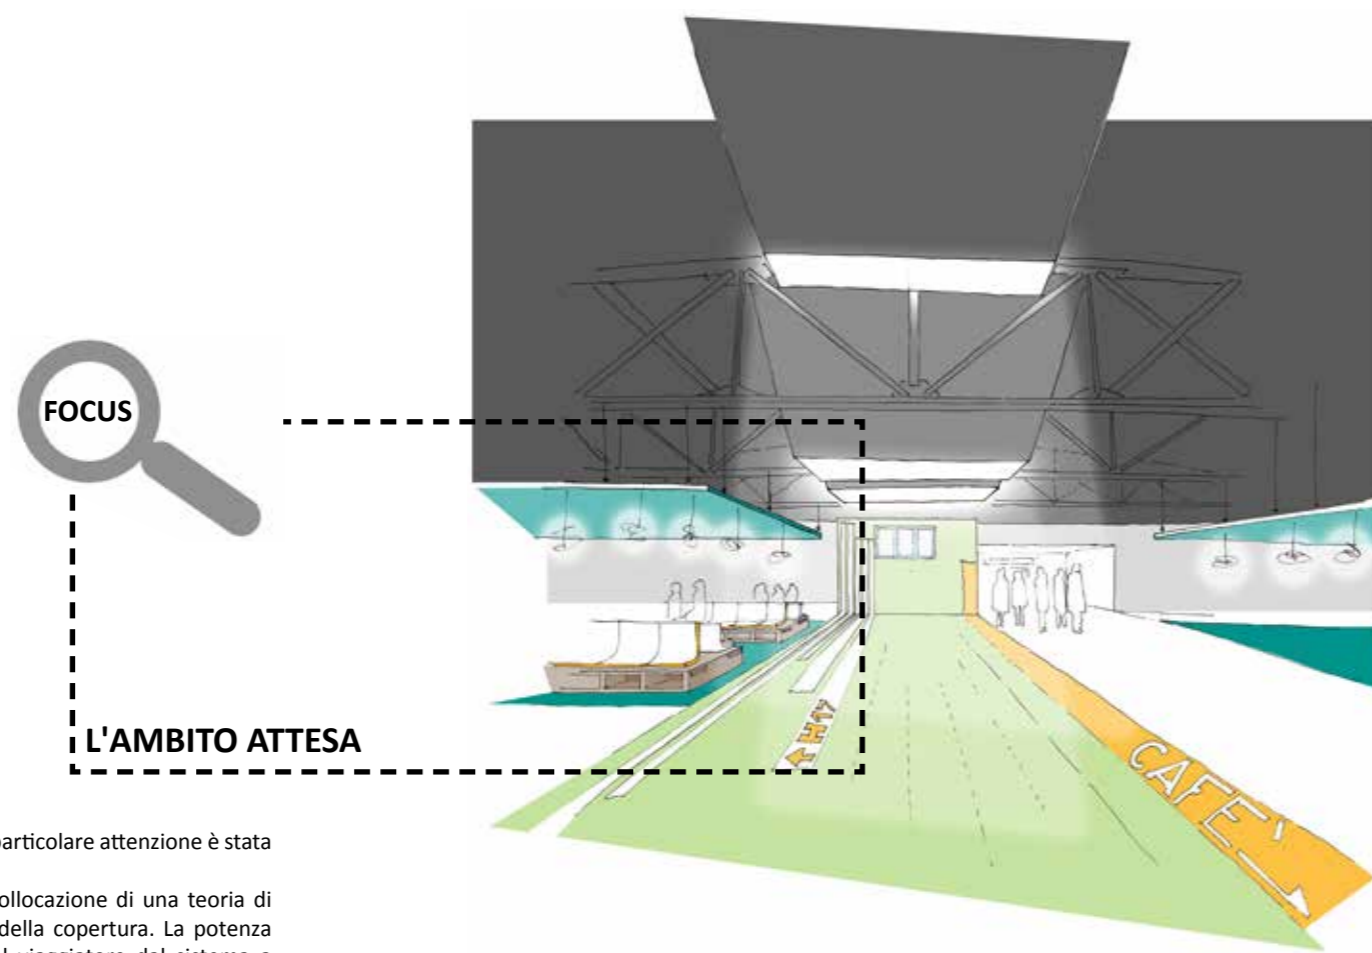 FOCUS
L'AMBITO ATTESA
H17
CAFE'
particolare attenzione è stata
ollocazione di una teoria di
della copertura. La potenza